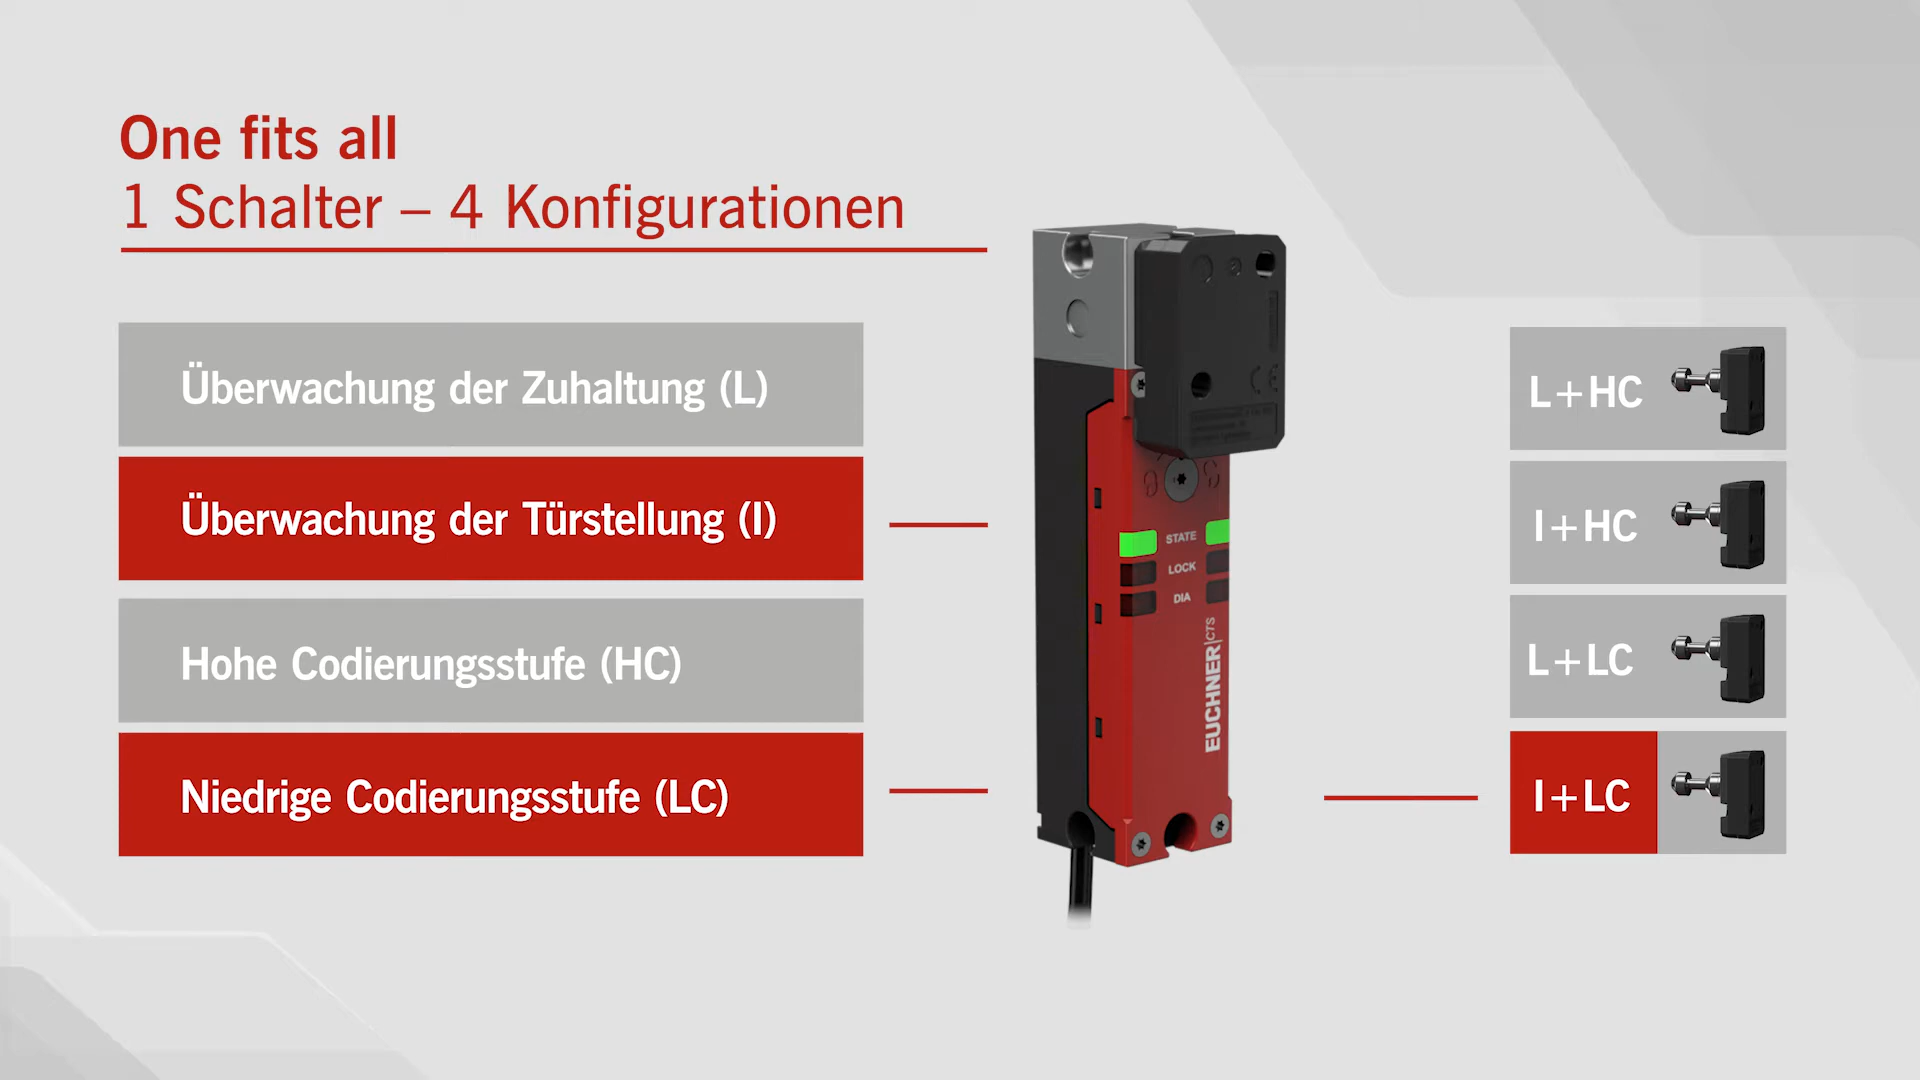 One fits all
1 Schalter – 4 Konfigurationen
Überwachung der Zuhaltung (L)
Überwachung der Türstellung (I)
Hohe Codierungsstufe (HC)
Niedrige Codierungsstufe (LC)
STATE
LOCK
DIA
EUCHNER|CTS
L+HC
I+HC
L+LC
I+LC